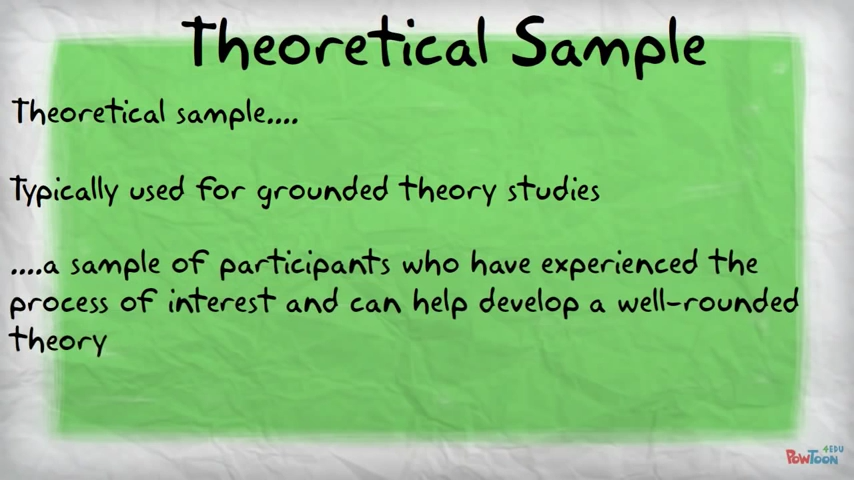 Theoretical Sample
Theoretical sample....
Typically used for grounded theory studies
....a sample of participants who have experienced the
process of interest and can help develop a well-rounded
theory
4EDU
POWTOON